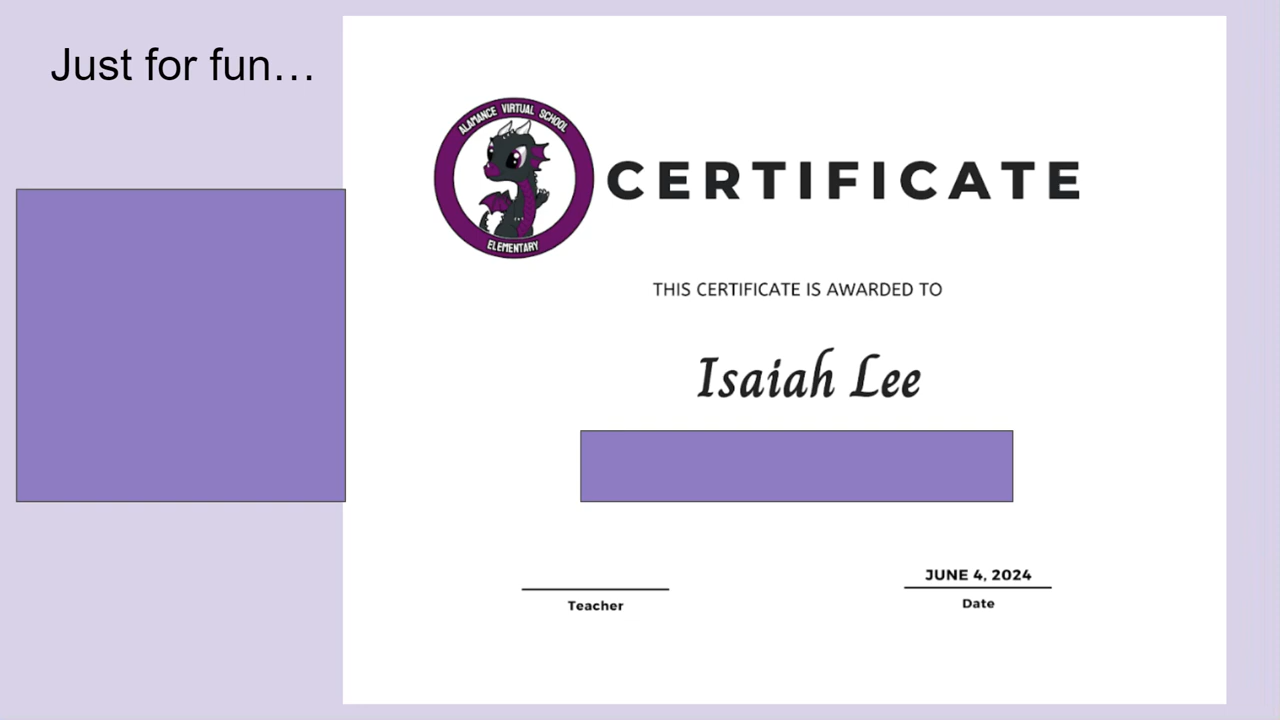 Just for fun…
ALAMANCE VIRTUAL SCHOOL
ELEMENTARY
CERTIFICATE
THIS CERTIFICATE IS AWARDED TO
Isaiah Lee
JUNE 4, 2024
Teacher
Date